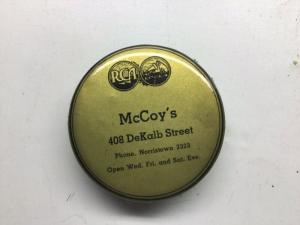 RCA
McCoy's
408 DeKalb Street
Phone, Norristown 2323
Open Wed. Fri. and Sat. Eve.